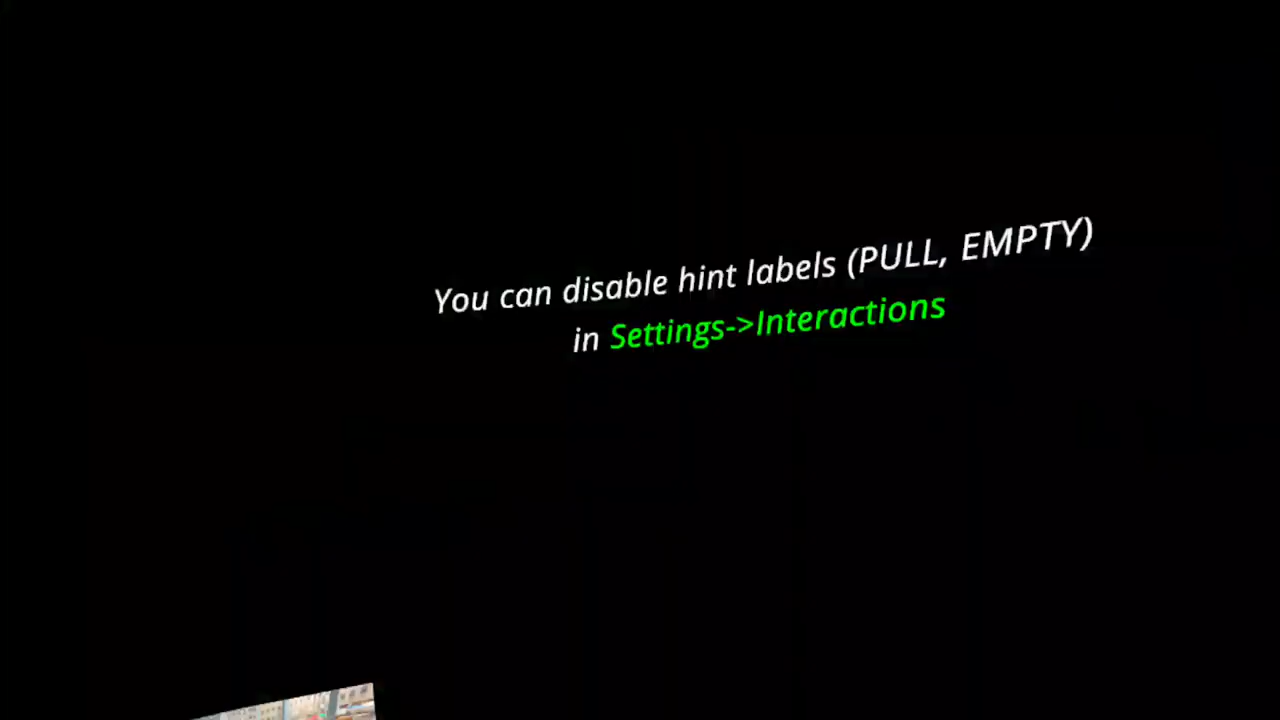 You can disable hint labels (PULL, EMPTY)
in Settings->Interactions